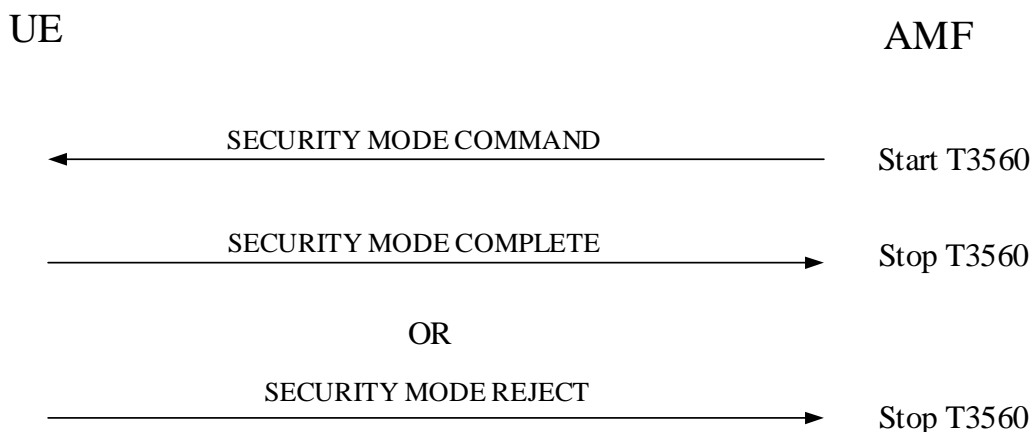 UE
AMF
SECURITY MODE COMMAND
Start T3560
SECURITY MODE COMPLETE
Stop T3560
OR
SECURITY MODE REJECT
Stop T3560